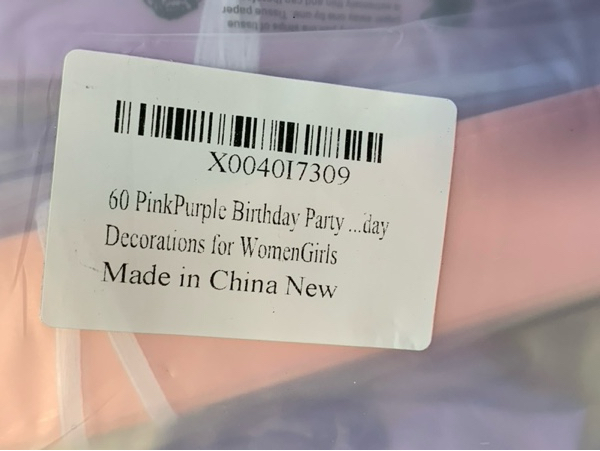 X0040I7309
60 PinkPurple Birthday Party ...day
Decorations for WomenGirls
Made in China New